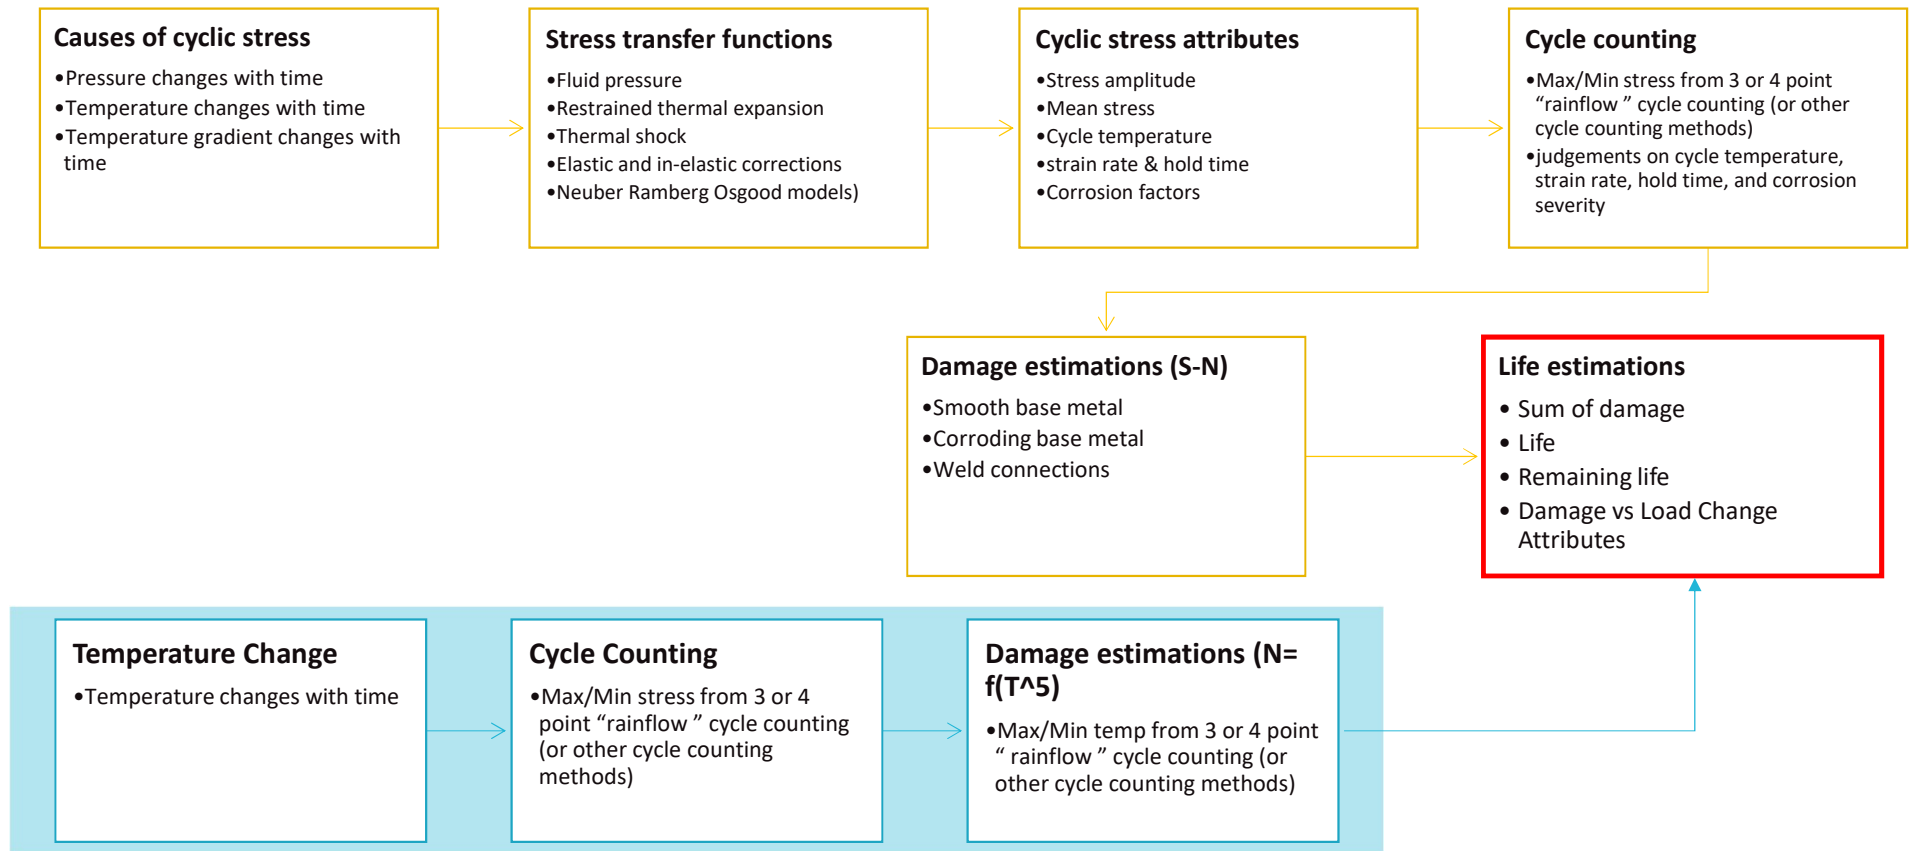 Causes of cyclic stress
•Pressure changes with time
•Temperature changes with time
•Temperature gradient changes with
time
Stress transfer functions
•Fluid pressure
•Restrained thermal expansion
•Thermal shock
•Elastic and in-elastic corrections
•Neuber Ramberg Osgood models)
Cyclic stress attributes
•Stress amplitude
•Mean stress
•Cycle temperature
•strain rate & hold time
•Corrosion factors
Cycle counting
•Max/Min stress from 3 or 4 point
“rainflow ” cycle counting (or other
cycle counting methods)
•judgements on cycle temperature,
strain rate, hold time, and corrosion
severity
Damage estimations (S-N)
•Smooth base metal
•Corroding base metal
•Weld connections
Life estimations
• Sum of damage
• Life
• Remaining life
• Damage vs Load Change
Attributes
Temperature Change
•Temperature changes with time
Cycle Counting
•Max/Min stress from 3 or 4
point “rainflow ” cycle counting
(or other cycle counting
methods)
Damage estimations (N=
f(T^5)
•Max/Min temp from 3 or 4 point
“ rainflow ” cycle counting (or
other cycle counting methods)